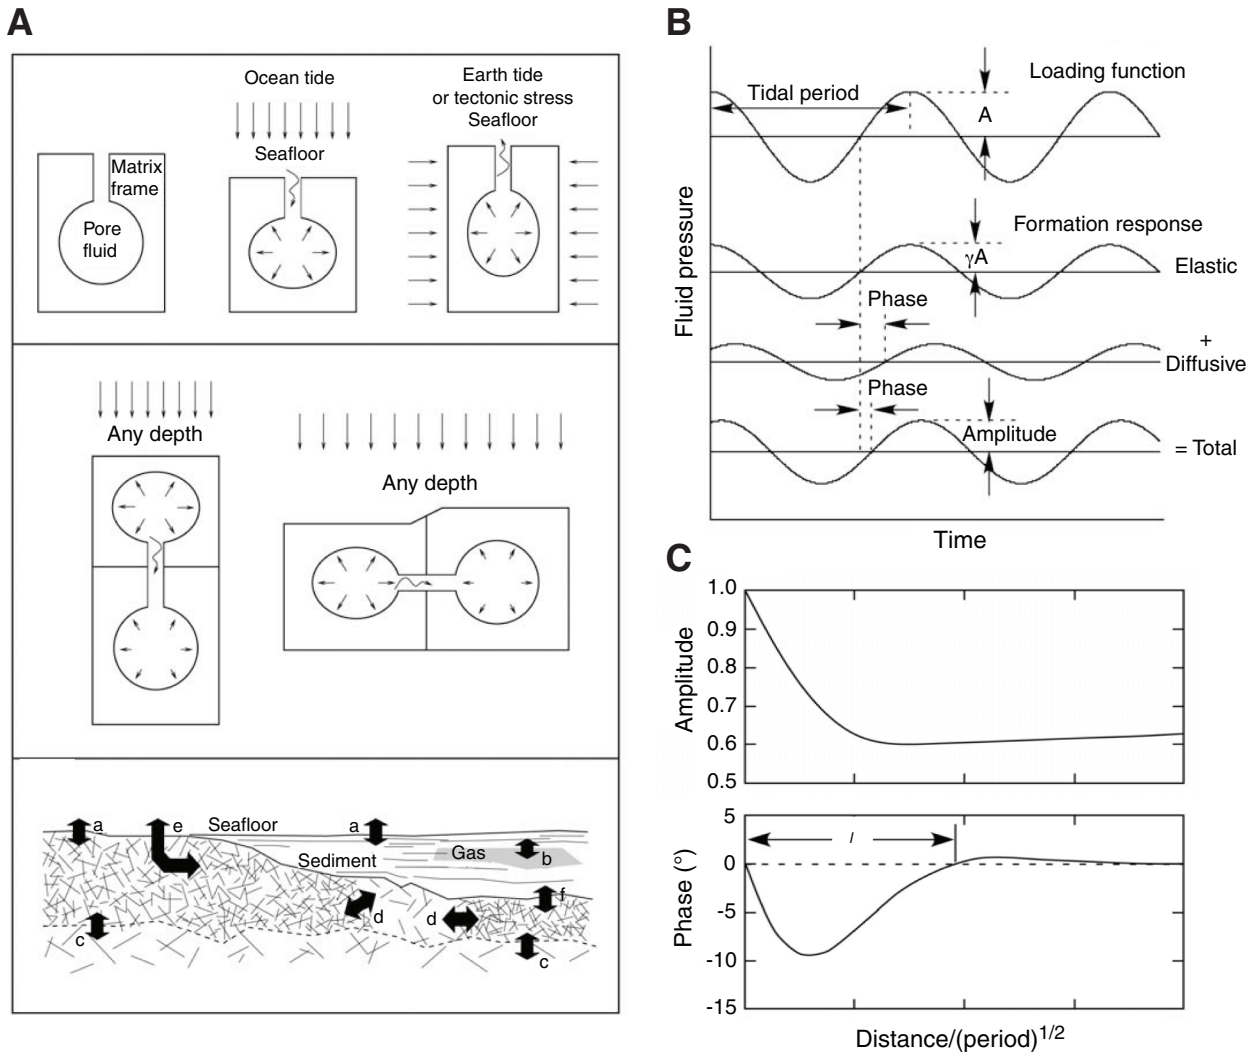 A
Ocean tide
Seafloor
Earth tide
or tectonic stress
Seafloor
Matrix
frame
Pore
fluid
Any depth
Any depth
a
e
Seafloor
a
Sediment
Gas
b
c
d
d
f
c
B
Fluid pressure
Tidal period
Loading function
A
Formation response
γA
Elastic
Phase
+
Diffusive
Phase
Amplitude
= Total
Time
C
Amplitude
1.0
0.9
0.8
0.7
0.6
0.5
Phase (°)
5
0
-5
-10
-15
l
Distance/(period)1/2